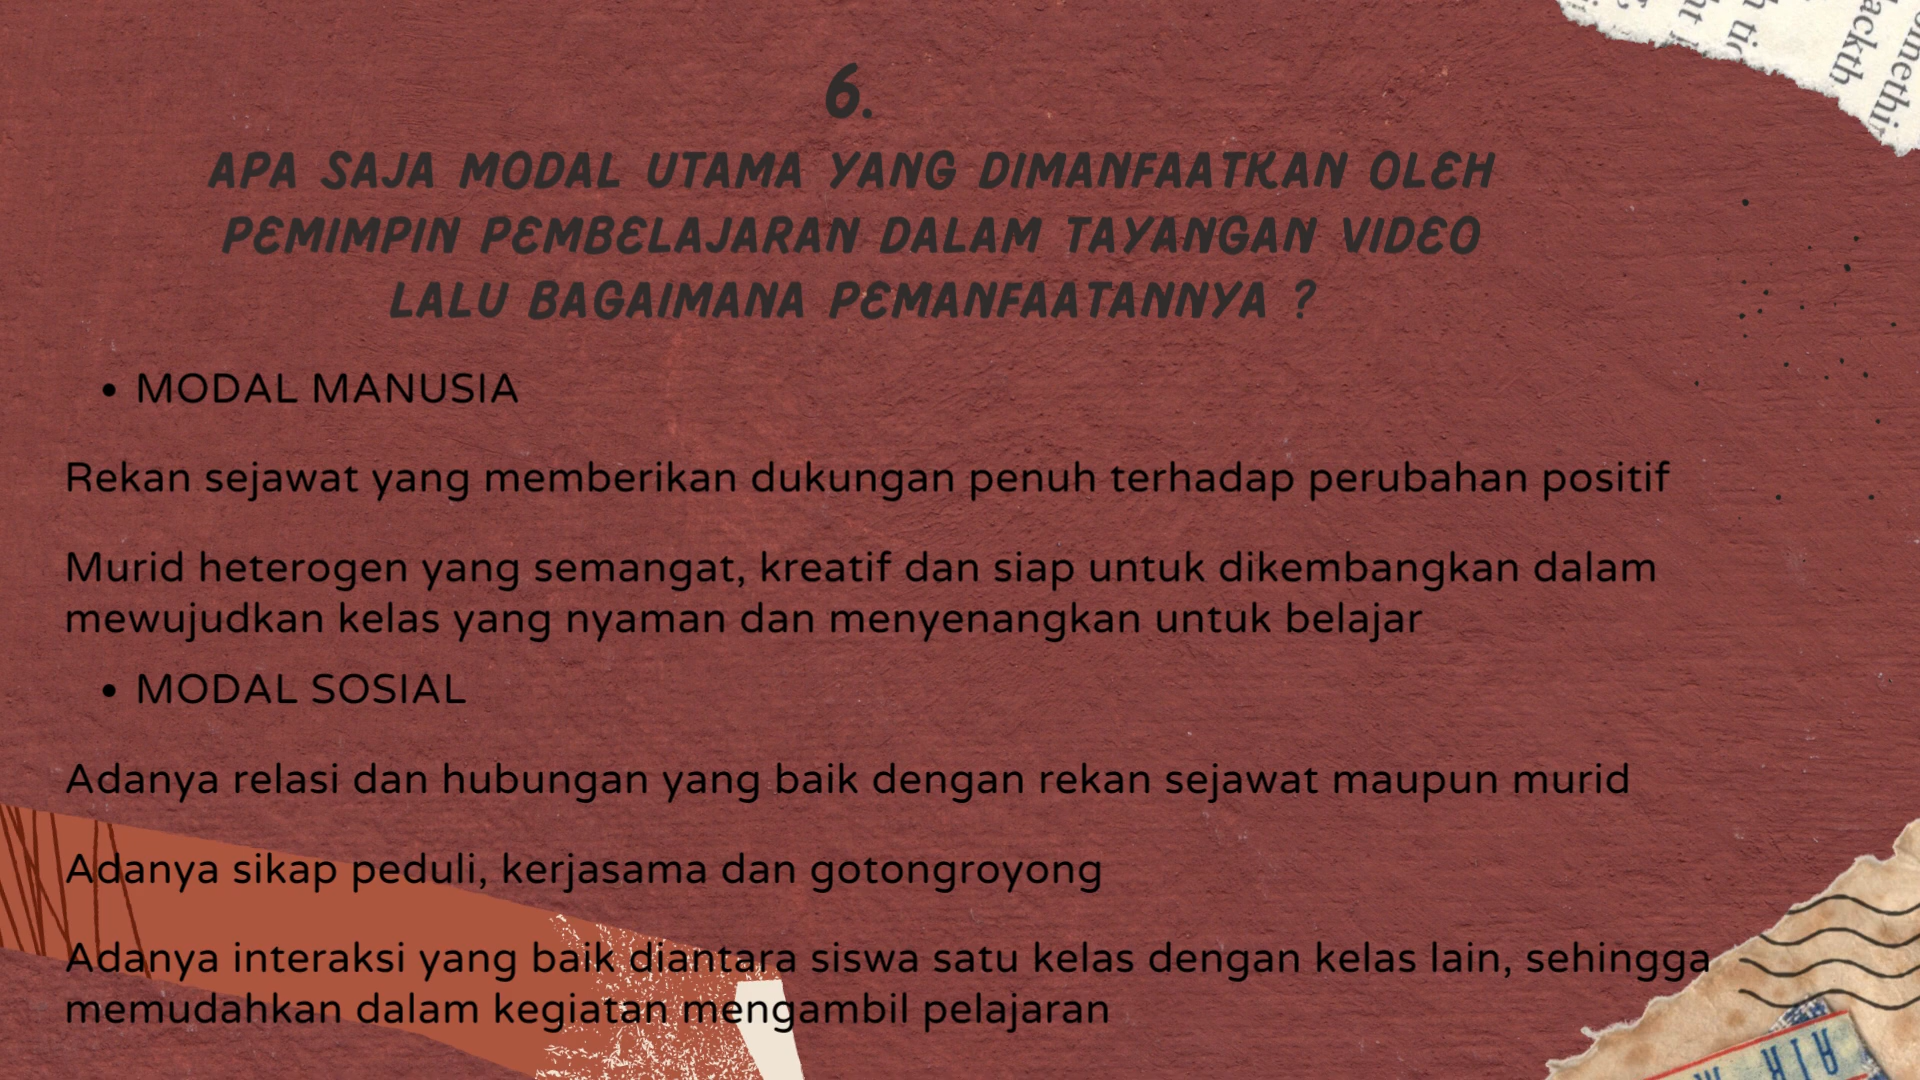 6.
APA SAJA MODAL UTAMA YANG DIMANFAATKAN OLEH
PEMIMPIN PEMBELAJARAN DALAM TAYANGAN VIDEO
LALU BAGAIMANA PEMANFAATANNYA ?
• MODAL MANUSIA
Rekan sejawat yang memberikan dukungan penuh terhadap perubahan positif
Murid heterogen yang semangat, kreatif dan siap untuk dikembangkan dalam
mewujudkan kelas yang nyaman dan menyenangkan untuk belajar
• MODAL SOSIAL
Adanya relasi dan hubungan yang baik dengan rekan sejawat maupun murid
Adanya sikap peduli, kerjasama dan gotongroyong
Adanya interaksi yang baik diantara siswa satu kelas dengan kelas lain, sehingga
memudahkan dalam kegiatan mengambil pelajaran
AIR